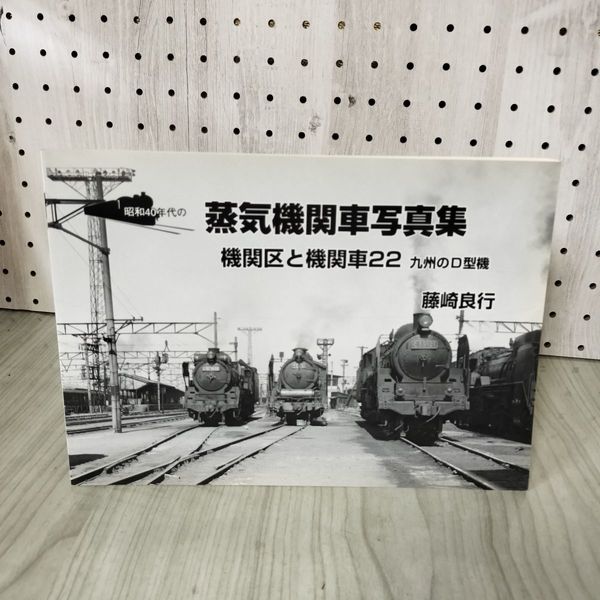 昭和40年代の
蒸気機関車写真集
機関区と機関車22 九州のD型機
藤崎良行